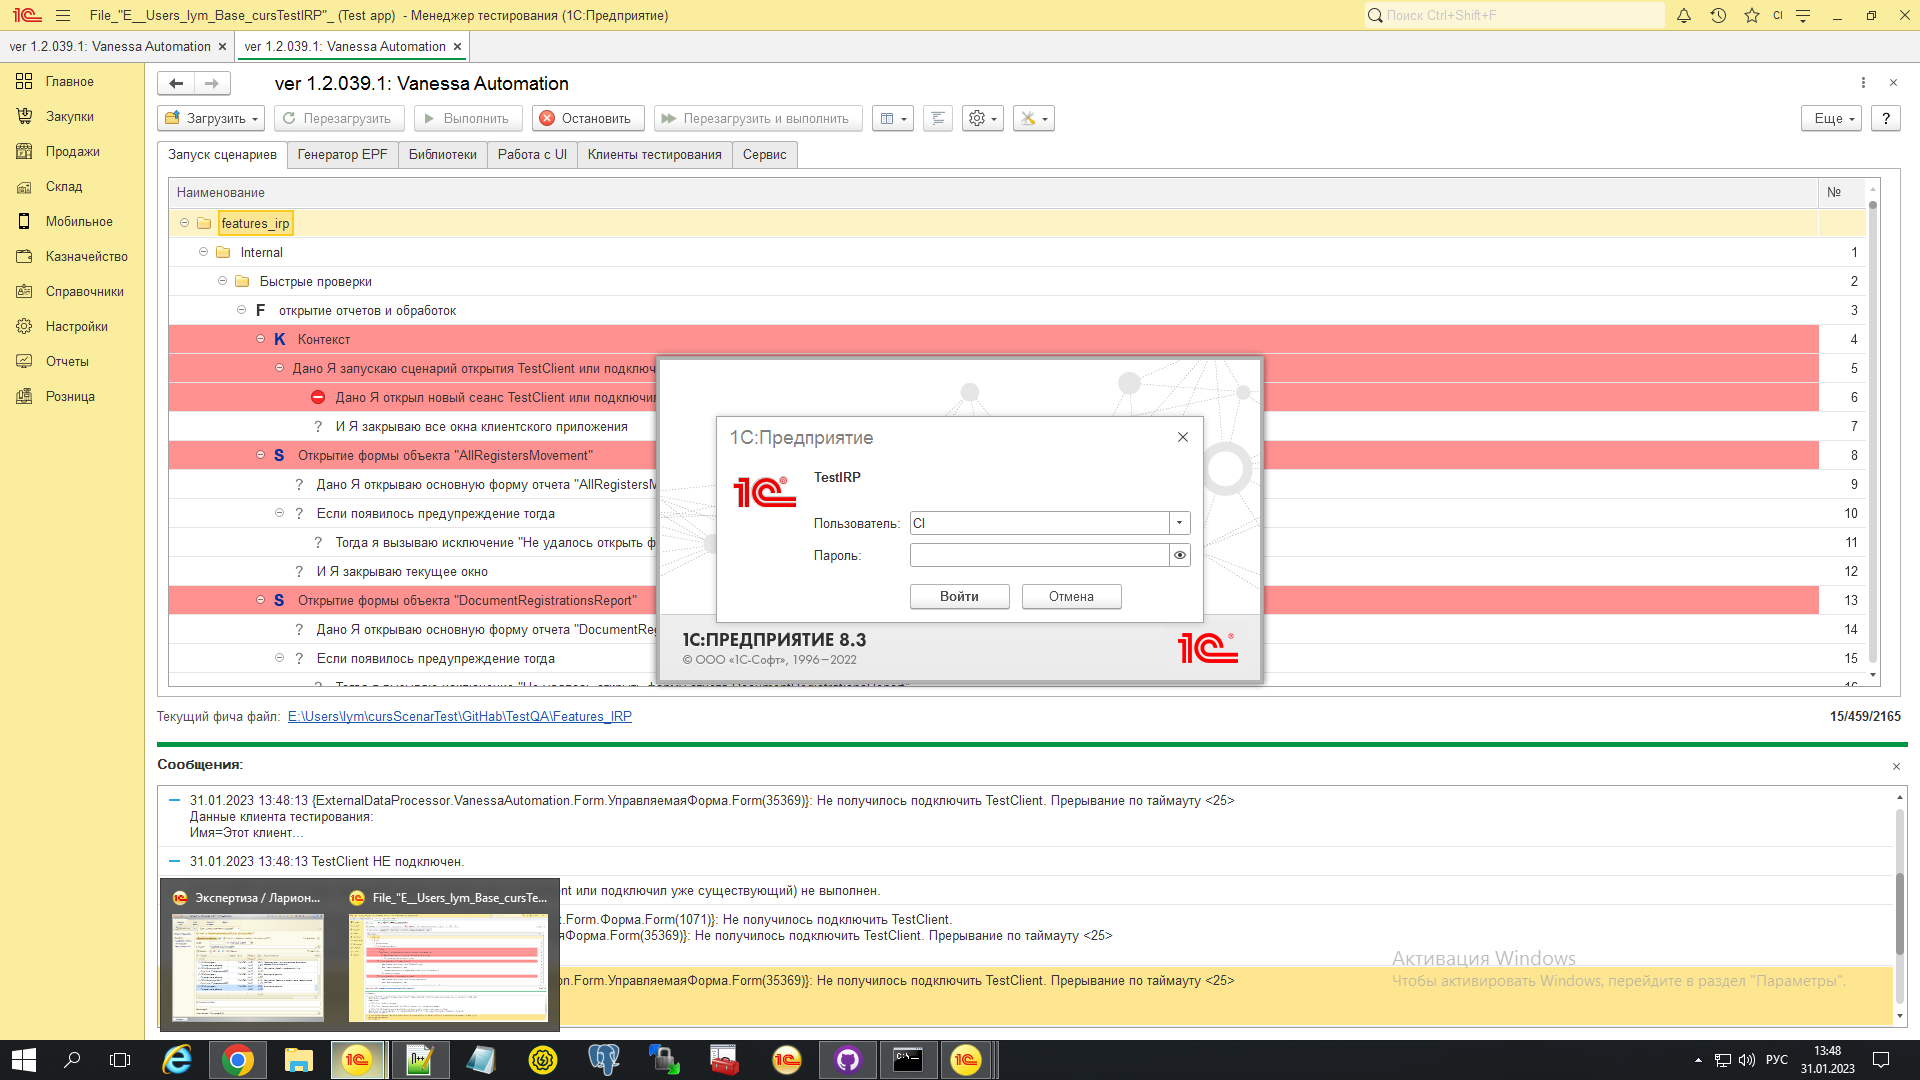 File_"E__Users_lym_Base_cursTestIRP"_ (Test app) - Менеджер тестирования (1С:Предприятие)
Поиск Ctrl+Shift+F
CI
ver 1.2.039.1: Vanessa Automation
ver 1.2.039.1: Vanessa Automation
Главное
Закупки
Продажи
Склад
Мобильное
Казначейство
Справочники
Настройки
Отчеты
Розница
ver 1.2.039.1: Vanessa Automation
Загрузить
Перезагрузить
Выполнить
Остановить
Перезагрузить и выполнить
Еще
?
Запуск сценариев
Генератор EPF
Библиотеки
Работа с UI
Клиенты тестирования
Сервис
Наименование
№
features_irp
Internal
1
Быстрые проверки
2
F открытие отчетов и обработок
3
K Контекст
4
Дано Я запускаю сценарий открытия TestClient или подключ
5
Дано Я открыл новый сеанс TestClient или подключил
6
? И Я закрываю все окна клиентского приложения
7
S Открытие формы объекта "AllRegistersMovement"
8
? Дано Я открываю основную форму отчета "AllRegistersM
9
? Если появилось предупреждение тогда
10
? Тогда я вызываю исключение "Не удалось открыть ф
11
? И Я закрываю текущее окно
12
S Открытие формы объекта "DocumentRegistrationsReport"
13
? Дано Я открываю основную форму отчета "DocumentReg
14
? Если появилось предупреждение тогда
15
1С:Предприятие
TestIRP
Пользователь:
CI
Пароль:
Войти
Отмена
1С:ПРЕДПРИЯТИЕ 8.3
© ООО «1С-Софт», 1996–2022
Текущий фича файл: E:\Users\lym\cursScenarTest\GitHab\TestQA\Features_IRP
15/459/2165
Сообщения:
31.01.2023 13:48:13 {ExternalDataProcessor.VanessaAutomation.Form.УправляемаяФорма.Form(35369)}: Не получилось подключить TestClient. Прерывание по таймауту <25>
Данные клиента тестирования:
Имя=Этот клиент...
31.01.2023 13:48:13 TestClient НЕ подключен.
nt или подключил уже существующий) не выполнен.
t.Form.Форма.Form(1071)}: Не получилось подключить TestClient.
яФорма.Form(35369)}: Не получилось подключить TestClient. Прерывание по таймауту <25>
on.Form.УправляемаяФорма.Form(35369)}: Не получилось подключить TestClient. Прерывание по таймауту <25>
Экспертиза / Ларион...
File_"E__Users_lym_Base_cursTe...
Активация Windows
Чтобы активировать Windows, перейдите в раздел "Параметры".
РУС
13:48
31.01.2023